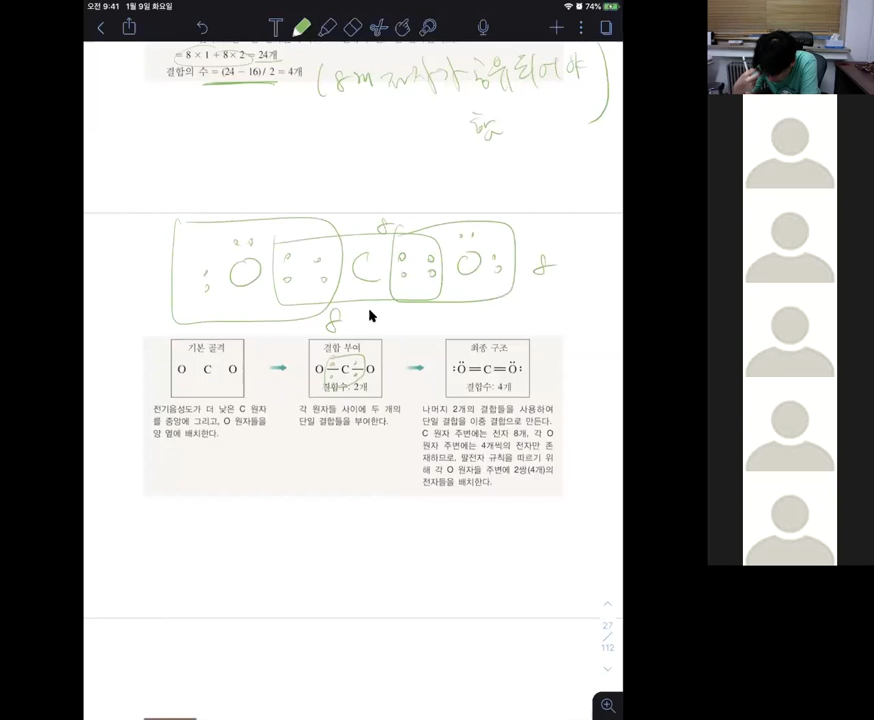 오전 9:41 1월 9일 화요일
74%
= 8 × 1 + 8 × 2 = 24개
결합의 수 = (24 − 16) / 2 = 4개
(8개 전자가 공유되어야
함)
8
O C O 8
8
기본 골격
O C O
전기음성도가 더 낮은 C 원자
를 중앙에 그리고, O 원자들을
양 옆에 배치한다.
결합 부여
O—C—O
결합수: 2개
각 원자들 사이에 두 개의
단일 결합들을 부여한다.
최종 구조
:Ö=C=Ö:
결합수: 4개
나머지 2개의 결합들을 사용하여
단일 결합을 이중 결합으로 만든다.
C 원자 주변에는 전자 8개, 각 O
원자 주변에는 4개씩의 전자만 존
재하므로, 팔전자 규칙을 따르기 위
해 각 O 원자들 주변에 2쌍(4개)의
전자들을 배치한다.
27
/
112